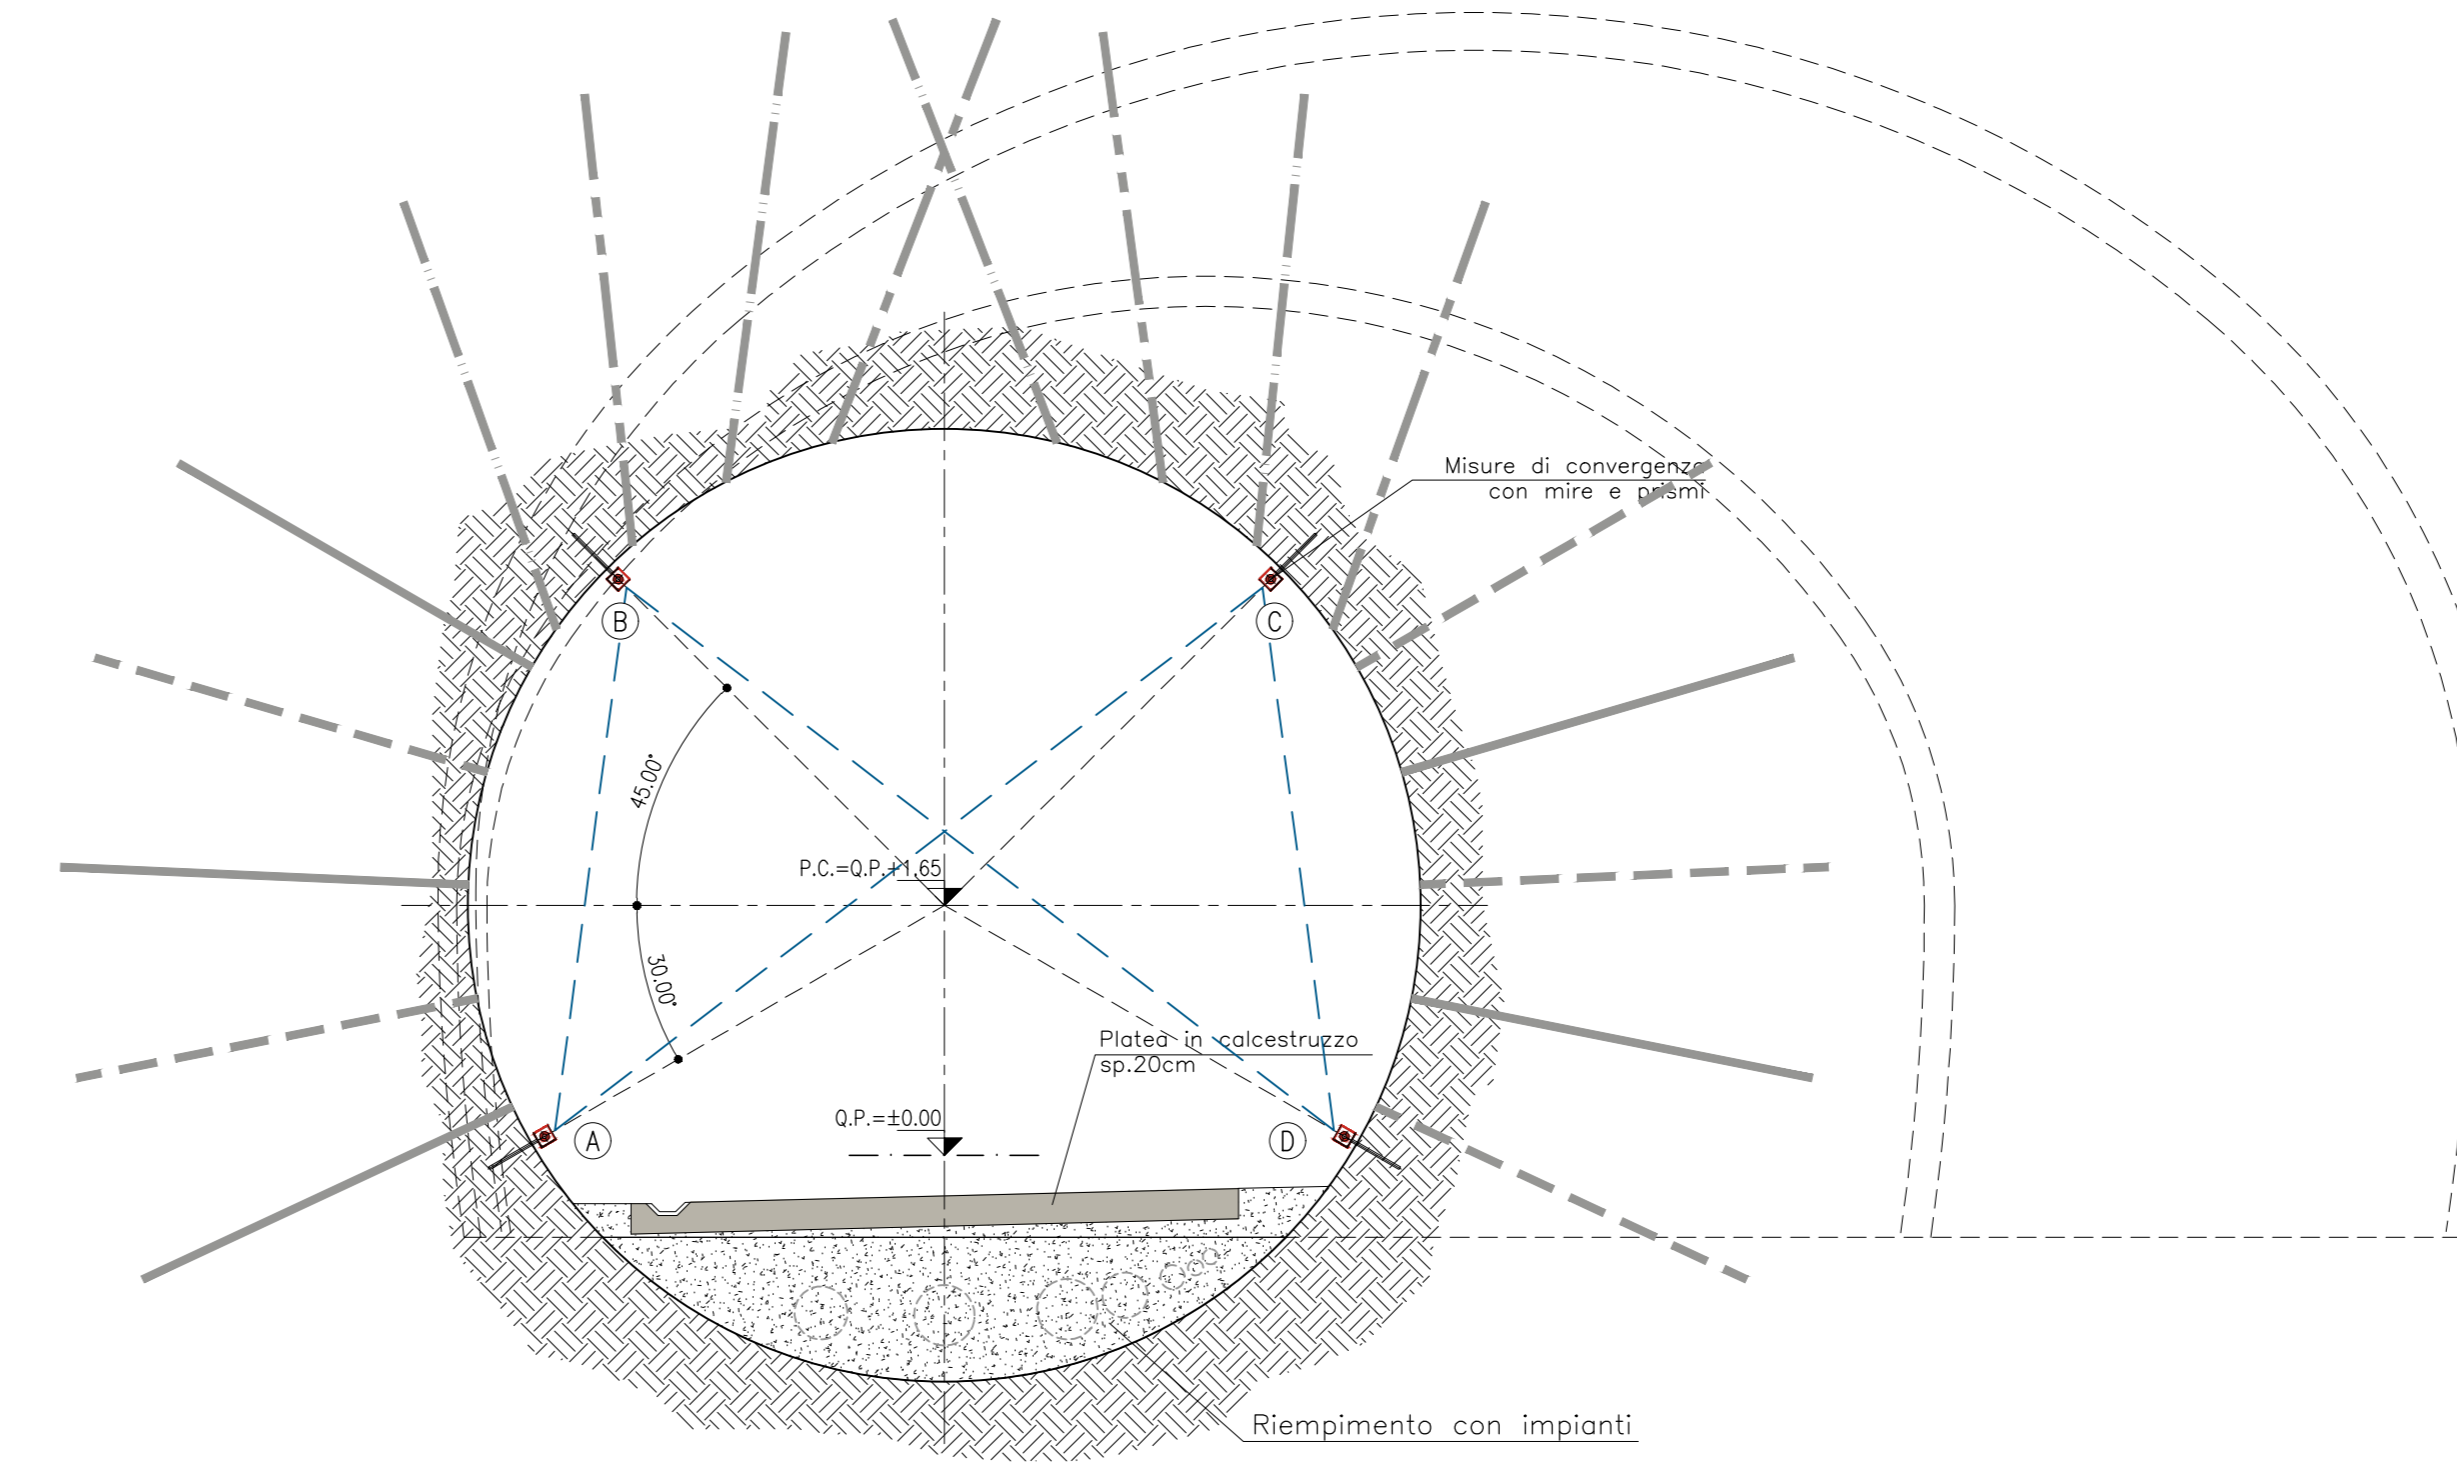 Misure di convergenza
con mire e prismi
B
C
45.00°
P.C.=Q.P.+1.65
30.00°
Platea in calcestruzzo
sp.20cm
Q.P.=±0.00
A
D
Riempimento con impianti